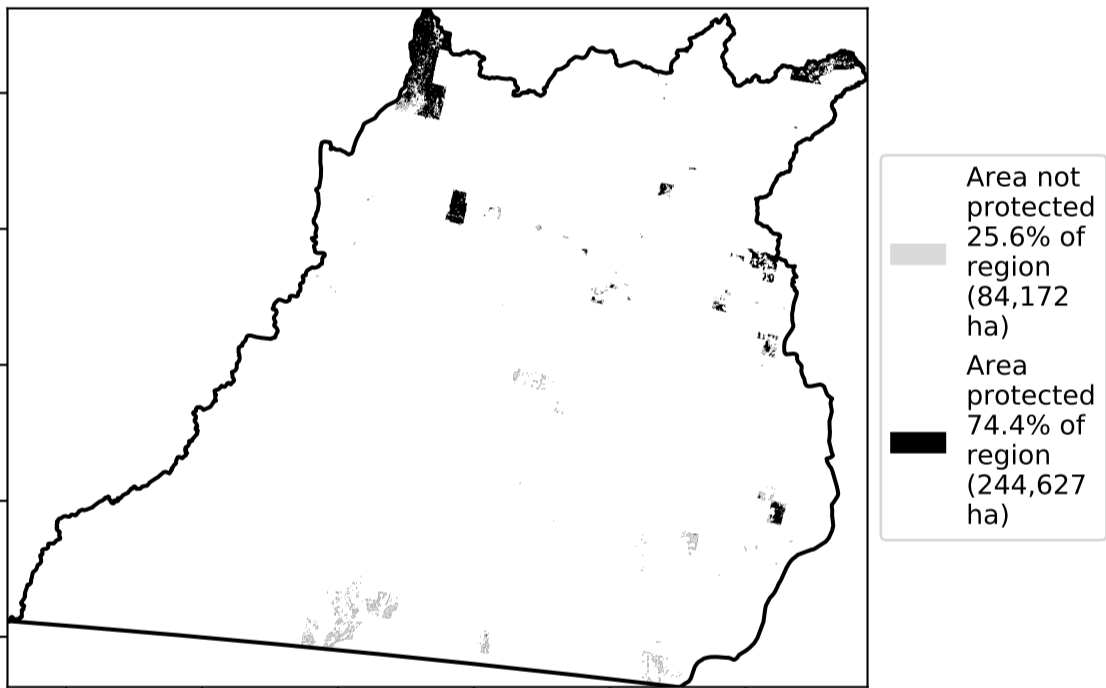 Area not
protected
25.6% of
region
(84,172
ha)
Area
protected
74.4% of
region
(244,627
ha)